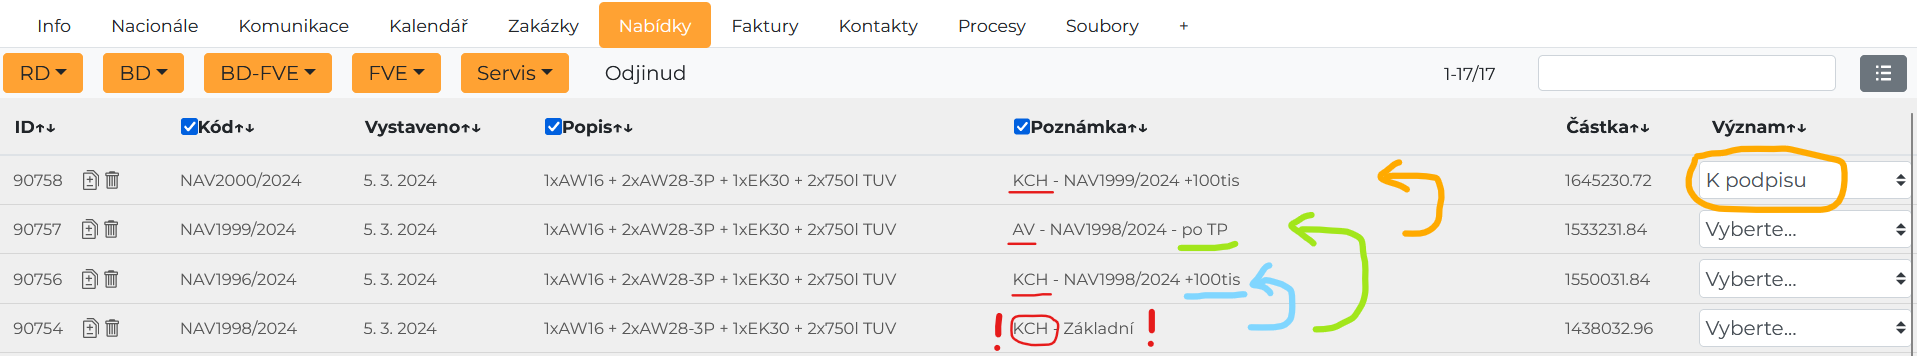 Info Nacionále Komunikace Kalendář Zakázky Nabídky Faktury Kontakty Procesy Soubory +
RD BD BD-FVE FVE Servis Odjinud 1-17/17
ID↑↓ Kód↑↓ Vystaveno↑↓ Popis↑↓ Poznámka↑↓ Částka↑↓ Význam↑↓
90758 NAV2000/2024 5. 3. 2024 1xAW16 + 2xAW28-3P + 1xEK30 + 2x750l TUV KCH - NAV1999/2024 +100tis 1645230.72 K podpisu
90757 NAV1999/2024 5. 3. 2024 1xAW16 + 2xAW28-3P + 1xEK30 + 2x750l TUV AV - NAV1998/2024 - po TP 1533231.84 Vyberte...
90756 NAV1996/2024 5. 3. 2024 1xAW16 + 2xAW28-3P + 1xEK30 + 2x750l TUV KCH - NAV1998/2024 +100tis 1550031.84 Vyberte...
90754 NAV1998/2024 5. 3. 2024 1xAW16 + 2xAW28-3P + 1xEK30 + 2x750l TUV ! KCH - Základní ! 1438032.96 Vyberte...